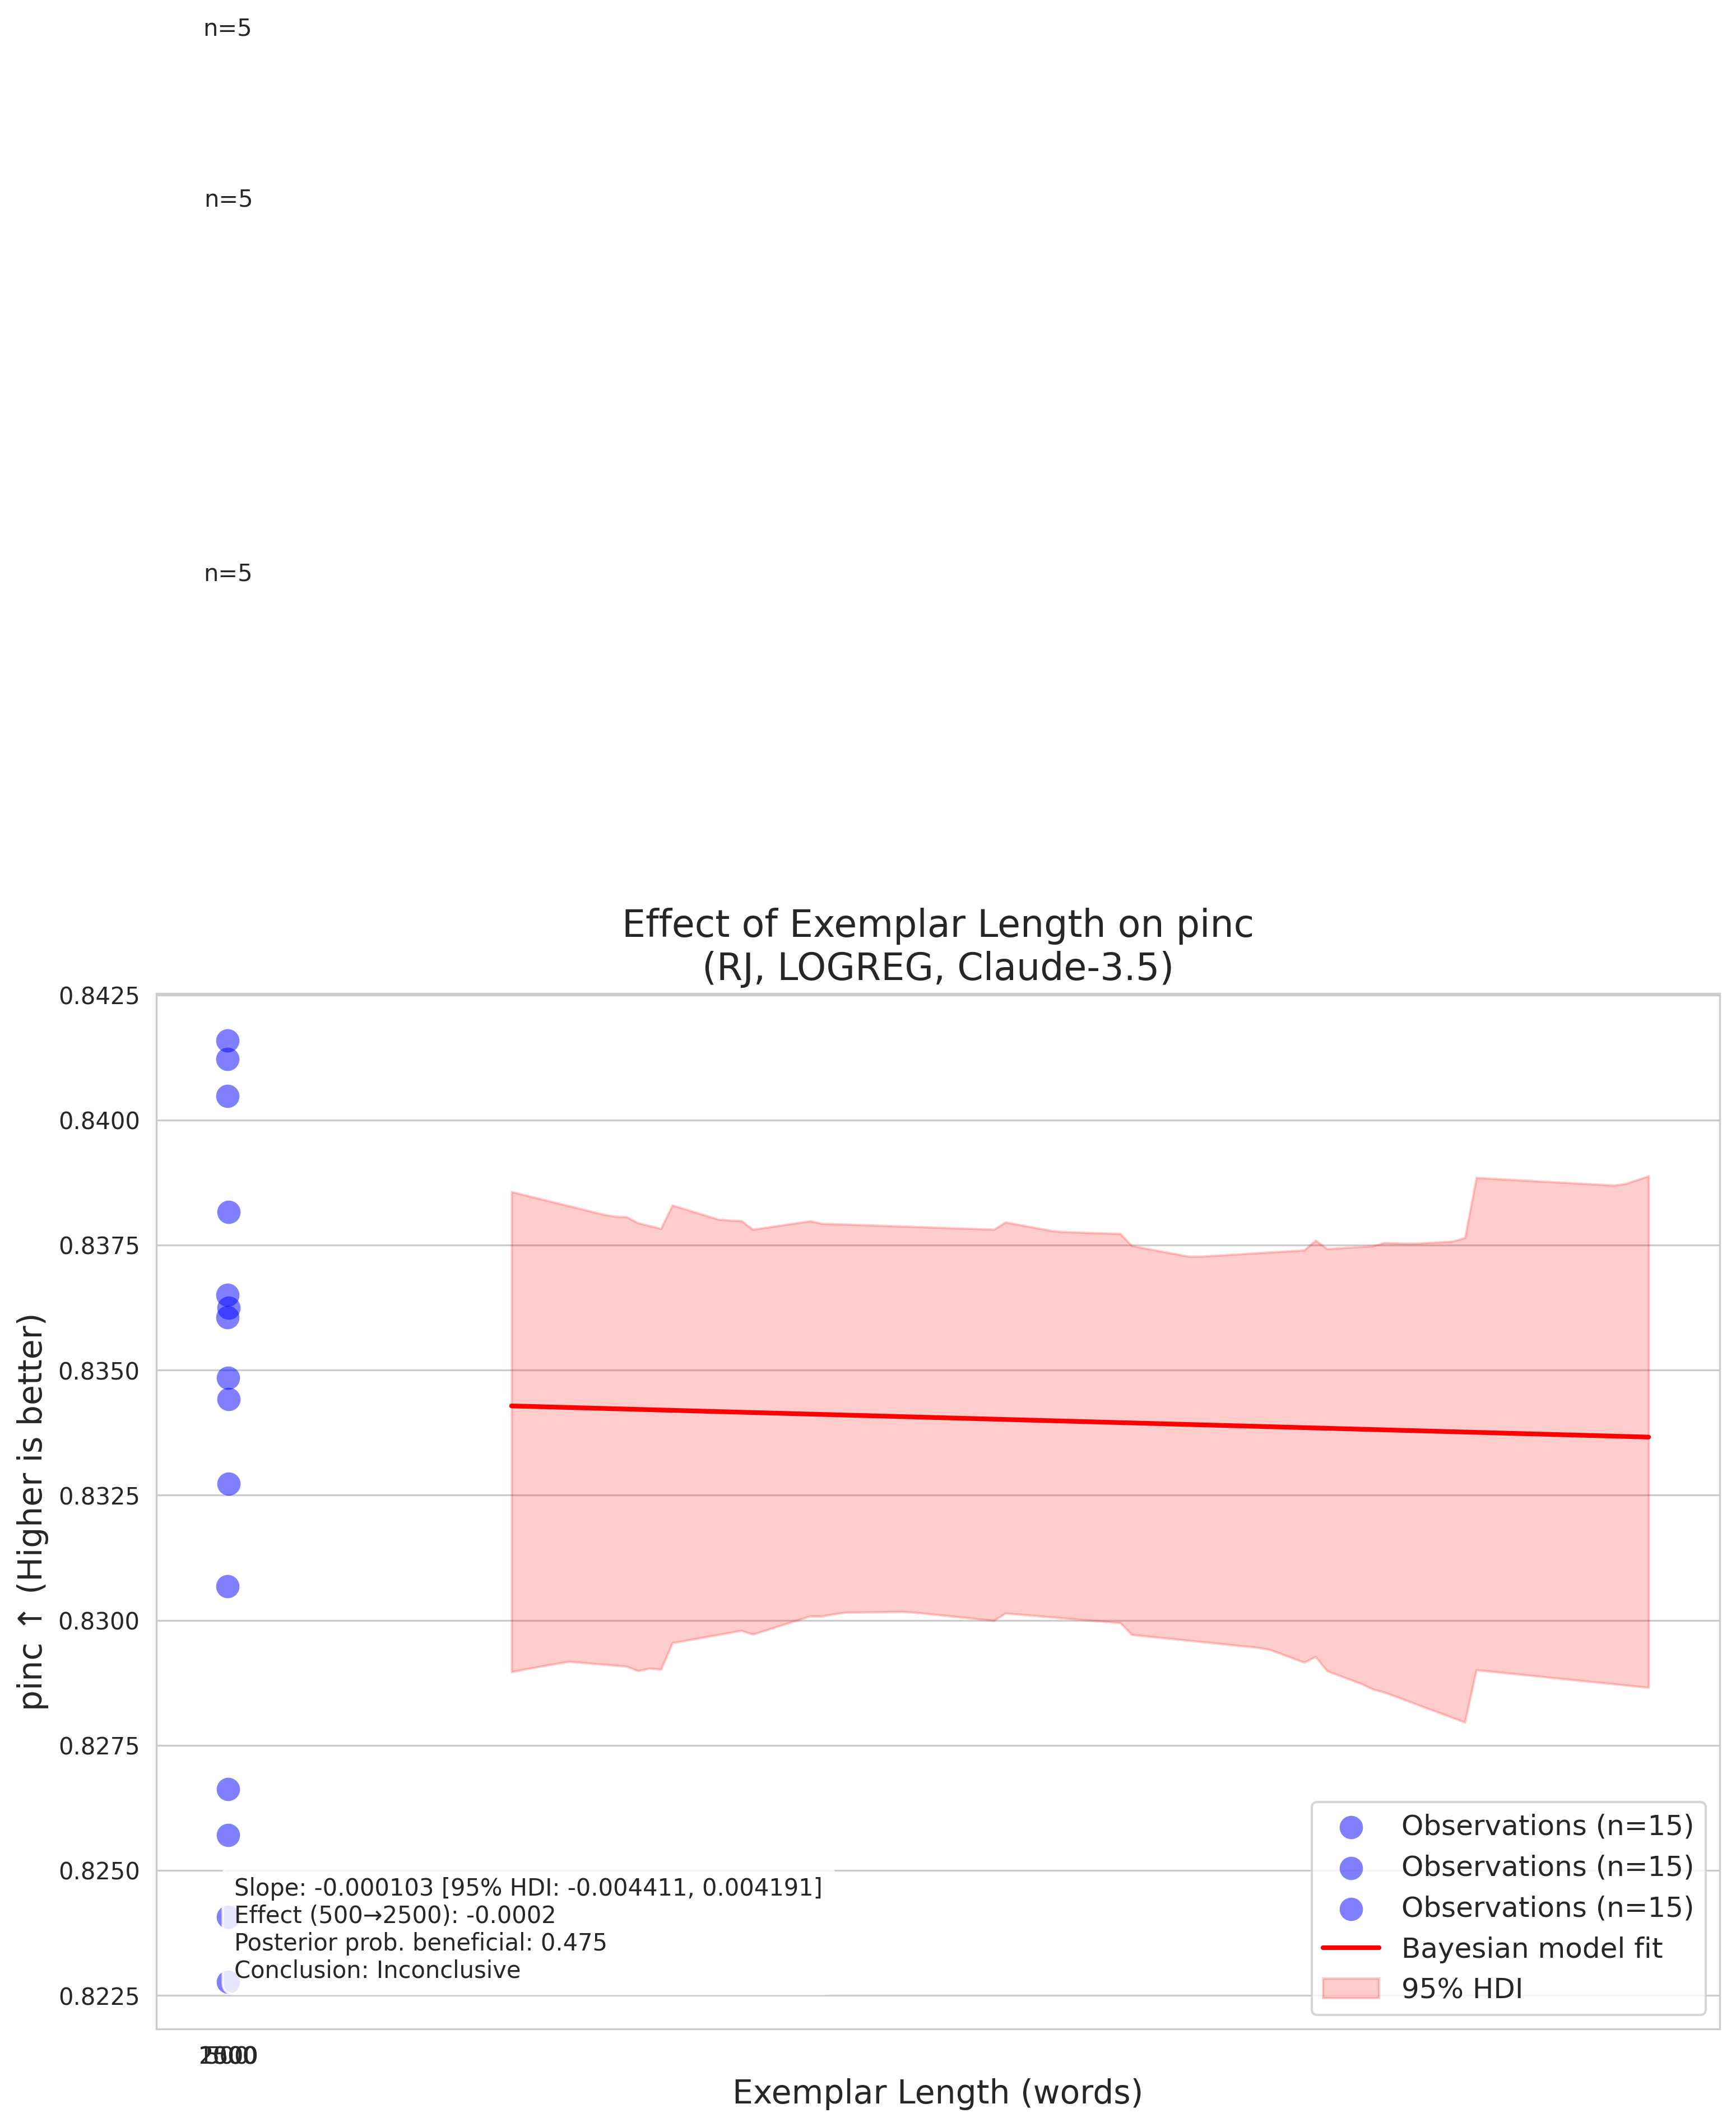 n=5
n=5
n=5
Effect of Exemplar Length on pinc
(RJ, LOGREG, Claude-3.5)
pinc ↑ (Higher is better)
0.8425
0.8400
0.8375
0.8350
0.8325
0.8300
0.8275
0.8250
0.8225
Slope: -0.000103 [95% HDI: -0.004411, 0.004191]
Effect (500→2500): -0.0002
Posterior prob. beneficial: 0.475
Conclusion: Inconclusive
Observations (n=15)
Observations (n=15)
Observations (n=15)
Bayesian model fit
95% HDI
Exemplar Length (words)